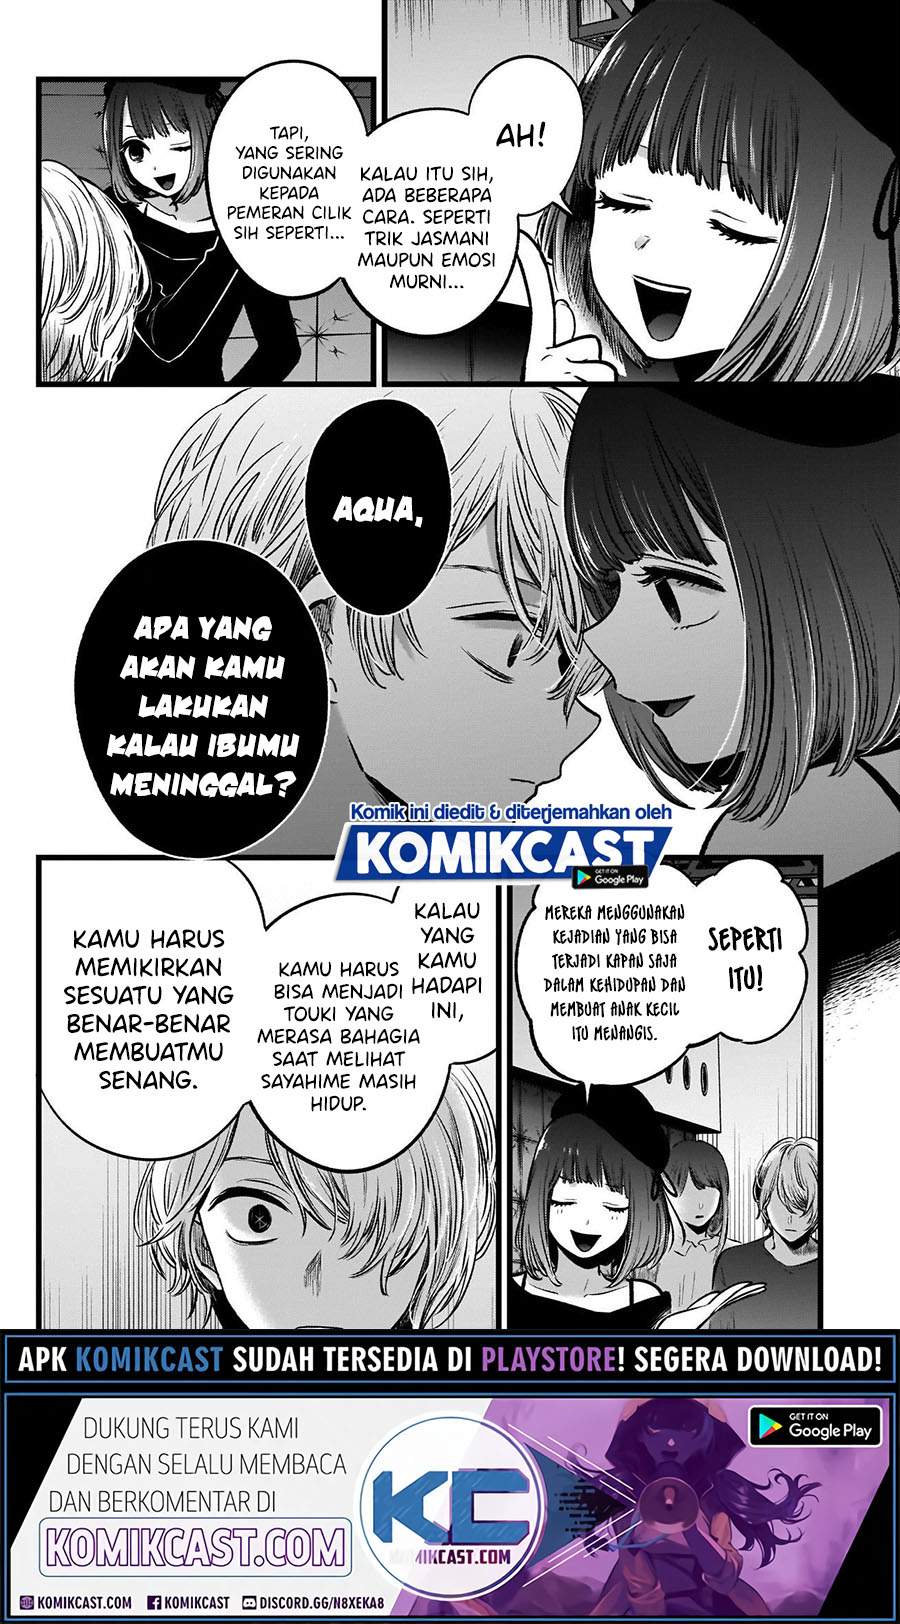 AH!
KALAU ITU SIH,
ADA BEBERAPA
CARA. SEPERTI
TRIK JASMANI
MAUPUN EMOSI
MURNI...
TAPI,
YANG SERING
DIGUNAKAN
KEPADA
PEMERAN CILIK
SIH SEPERTI...
AQUA,
APA YANG
AKAN KAMU
LAKUKAN
KALAU IBUMU
MENINGGAL?
Komik ini diedit & diterjemahkan oleh
KOMIKCAST
GET IT ON
Google Play
SEPERTI
ITU!
MEREKA MENGGUNAKAN
KEJADIAN YANG BISA
TERJADI KAPAN SAJA
DALAM KEHIDUPAN DAN
MEMBUAT ANAK KECIL
ITU MENANGIS.
KALAU
YANG
KAMU
HADAPI
INI,
KAMU HARUS
BISA MENJADI
TOUKI YANG
MERASA BAHAGIA
SAAT MELIHAT
SAYAHIME MASIH
HIDUP.
KAMU HARUS
MEMIKIRKAN
SESUATU YANG
BENAR-BENAR
MEMBUATMU
SENANG.
APK KOMIKCAST SUDAH TERSEDIA DI PLAYSTORE! SEGERA DOWNLOAD!
DUKUNG TERUS KAMI
DENGAN SELALU MEMBACA
DAN BERKOMENTAR DI
KOMIKCAST.COM
KC
KOMIKCAST.COM
GET IT ON
Google Play
KOMIKCAST.COM KOMIKCAST DISCORD.GG/N8XEKA8